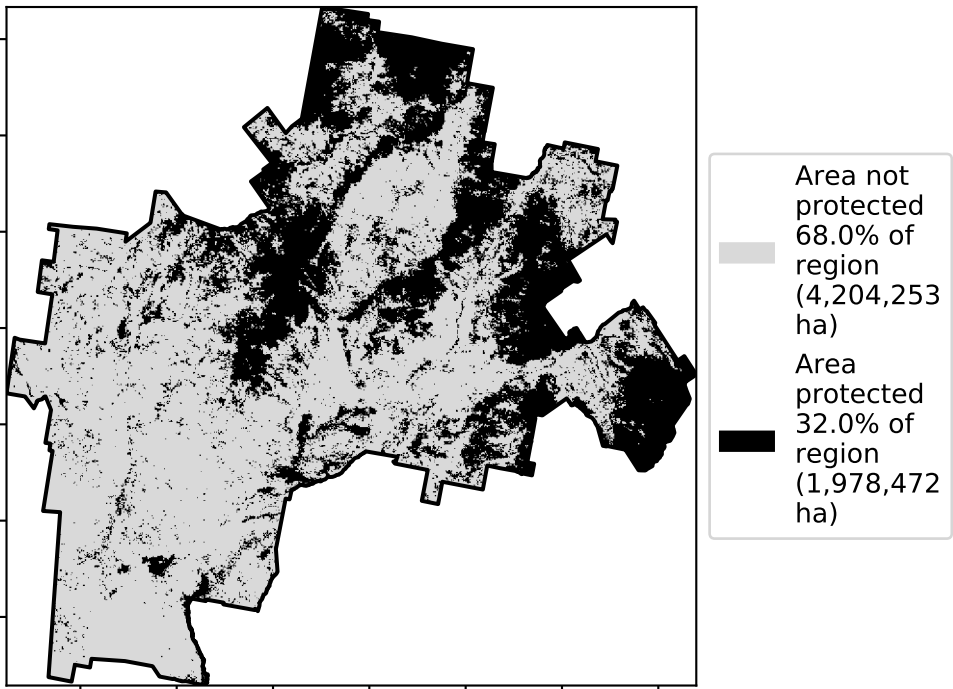 Area not
protected
68.0% of
region
(4,204,253
ha)
Area
protected
32.0% of
region
(1,978,472
ha)